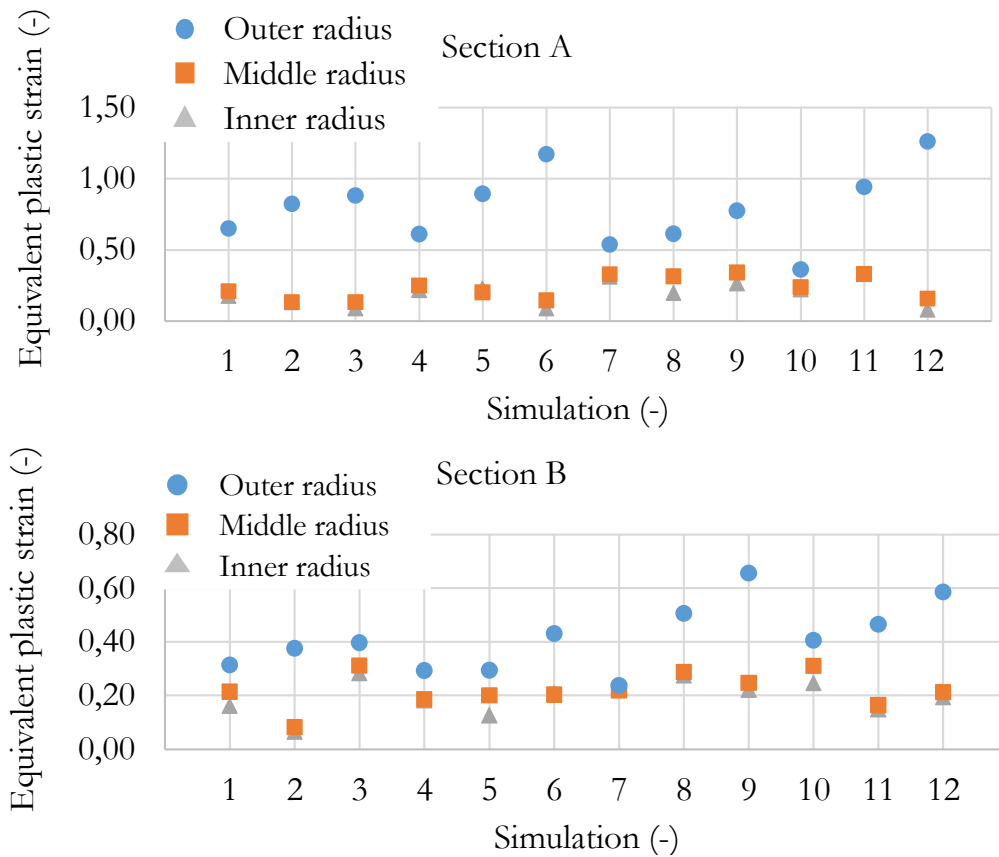 Equivalent plastic strain (-)
Section A
Outer radius
Middle radius
Inner radius
1,50
1,00
0,50
0,00
1 2 3 4 5 6 7 8 9 10 11 12
Simulation (-)
Equivalent plastic strain (-)
Section B
Outer radius
Middle radius
Inner radius
0,80
0,60
0,40
0,20
0,00
1 2 3 4 5 6 7 8 9 10 11 12
Simulation (-)